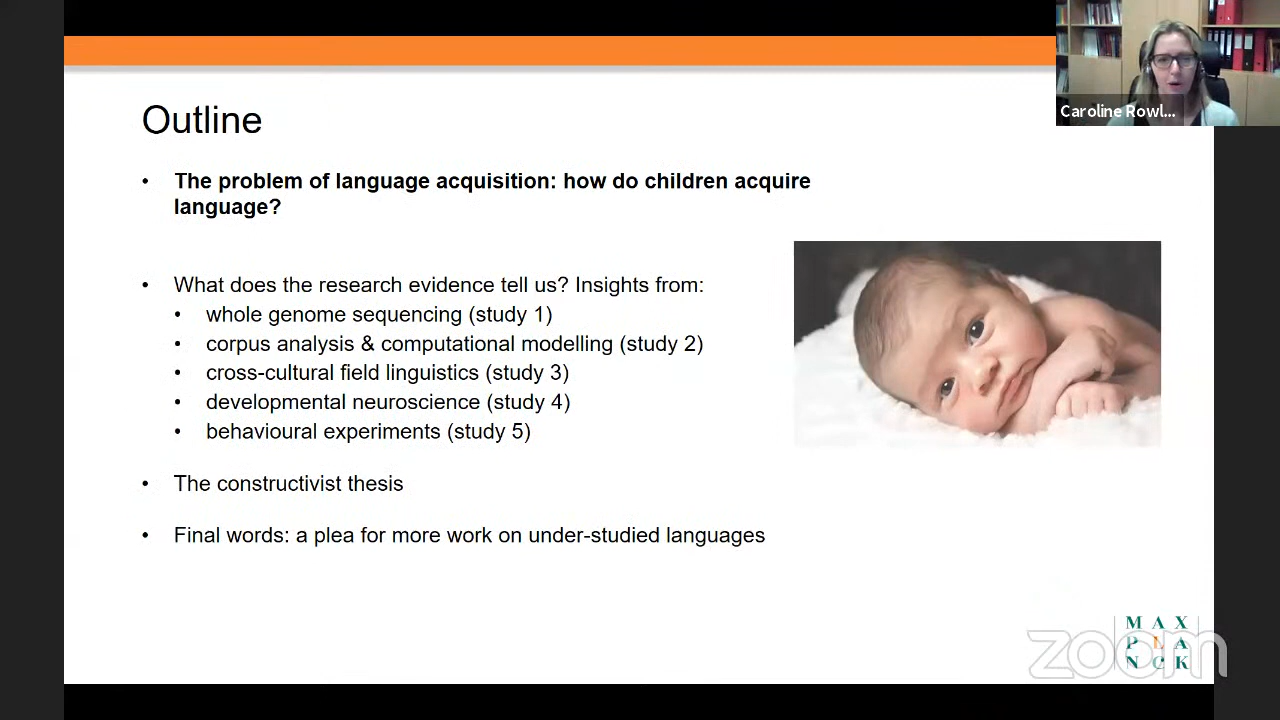 Outline
• The problem of language acquisition: how do children acquire
language?
• What does the research evidence tell us? Insights from:
• whole genome sequencing (study 1)
• corpus analysis & computational modelling (study 2)
• cross-cultural field linguistics (study 3)
• developmental neuroscience (study 4)
• behavioural experiments (study 5)
• The constructivist thesis
• Final words: a plea for more work on under-studied languages
Caroline Rowl...
MAX
PLA
NCK
zoom